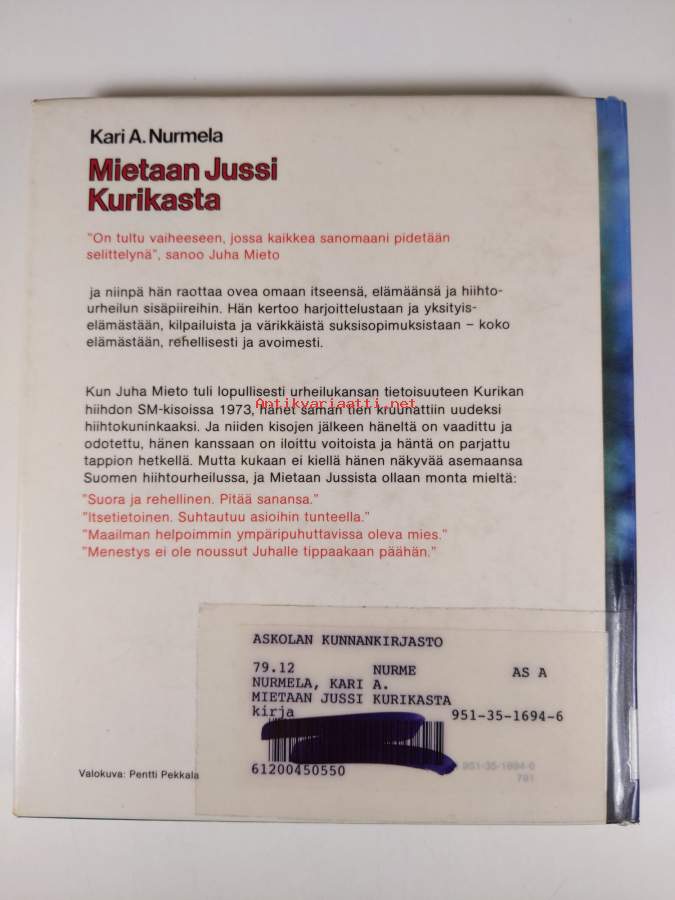 Kari A. Nurmela
Mietaan Jussi
Kurikasta
"On tultu vaiheeseen, jossa kaikkea sanomaani pidetään
selittelynä", sanoo Juha Mieto
ja niinpä hän raottaa ovea omaan itseensä, elämäänsä ja hiihto-
urheilun sisäpiireihin. Hän kertoo harjoittelustaan ja yksityis-
elämästään, kilpailuista ja värikkäistä suksisopimuksistaan – koko
elämästään, rehellisesti ja avoimesti.
Kun Juha Mieto tuli lopullisesti urheilukansan tietoisuuteen Kurikan
hiihdon SM-kisoissa 1973, hänet saman tien kruunattiin uudeksi
Antikvariaatti.net
hiihtokuninkaaksi. Ja niiden kisojen jälkeen häneltä on vaadittu ja
odotettu, hänen kanssaan on iloittu voitoista ja häntä on parjattu
tappion hetkellä. Mutta kukaan ei kiellä hänen näkyvää asemaansa
Suomen hiihtourheilussa, ja Mietaan Jussista ollaan monta mieltä:
"Suora ja rehellinen. Pitää sanansa."
"Itsetietoinen. Suhtautuu asioihin tunteella."
"Maailman helpoimmin ympäripuhuttavissa oleva mies."
"Menestys ei ole noussut Juhalle tippaakaan päähän."
ASKOLAN KUNNANKIRJASTO
79.12 NURME AS A
NURMELA, KARI A.
MIETAAN JUSSI KURIKASTA
kirja 951-35-1694-6
61200450550
951-35-1694-6
791
Valokuva: Pentti Pekkala